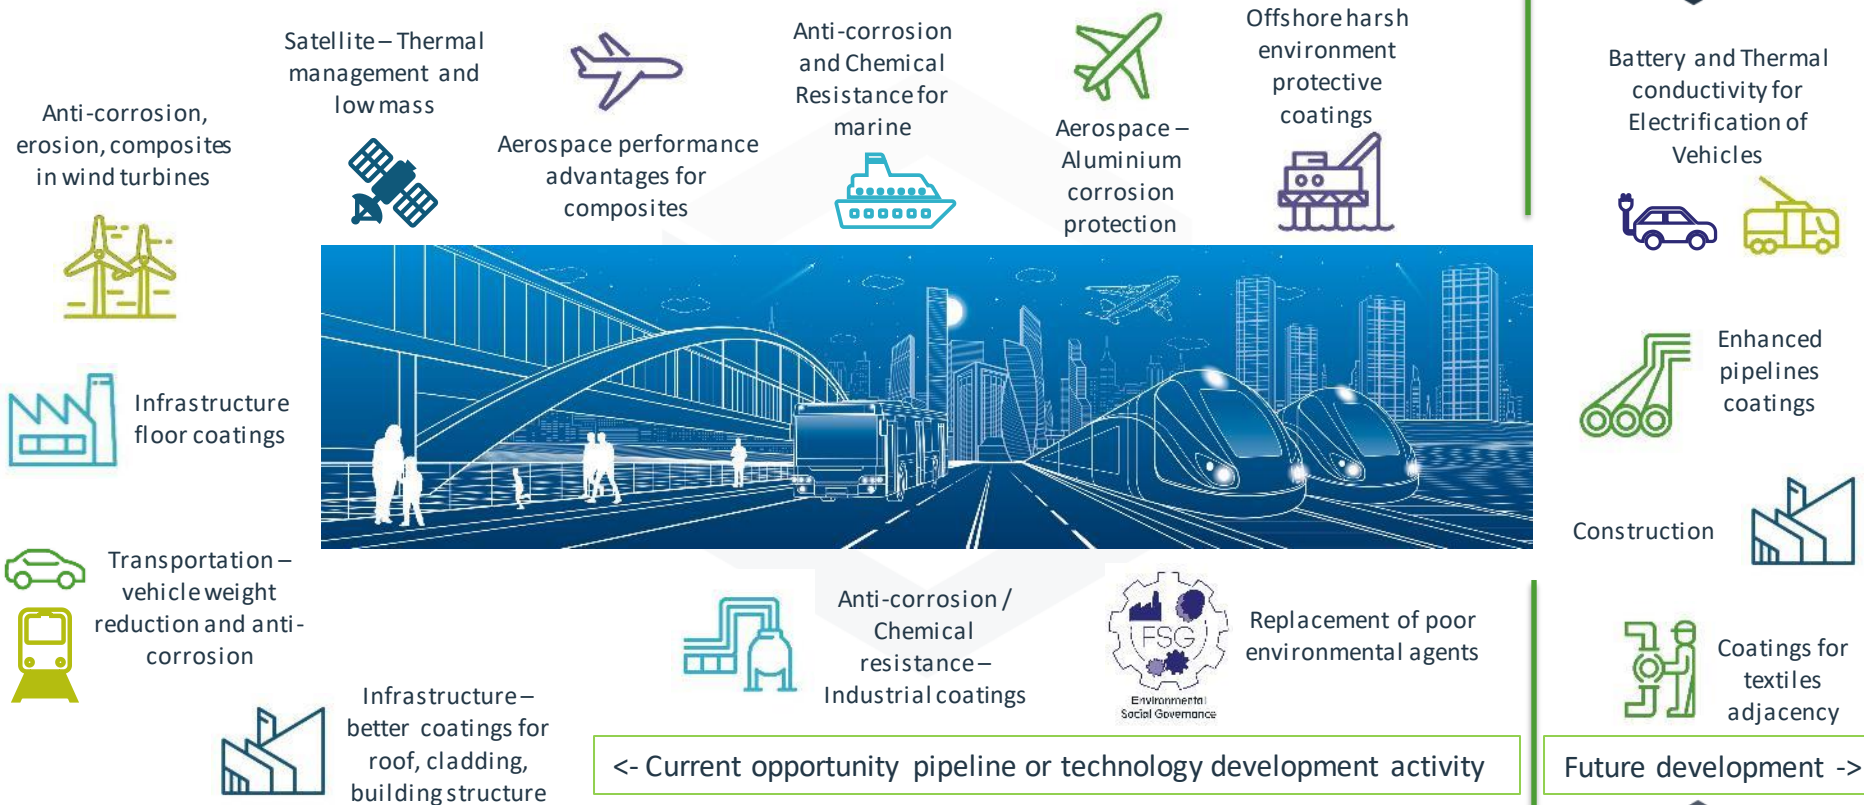 Anti-corrosion,
erosion, composites
in wind turbines
Satellite – Thermal
management and
low mass
Aerospace performance
advantages for
composites
Anti-corrosion
and Chemical
Resistance for
marine
Aerospace –
Aluminium
corrosion
protection
Offshore harsh
environment
protective
coatings
Battery and Thermal
conductivity for
Electrification of
Vehicles
Infrastructure
floor coatings
Enhanced
pipelines
coatings
Construction
Transportation –
vehicle weight
reduction and anti-
corrosion
Infrastructure –
better coatings for
roof, cladding,
building structure
Anti-corrosion /
Chemical
resistance –
Industrial coatings
ESG
Environmental
Social Governance
Replacement of poor
environmental agents
Coatings for
textiles
adjacency
<- Current opportunity pipeline or technology development activity
Future development ->